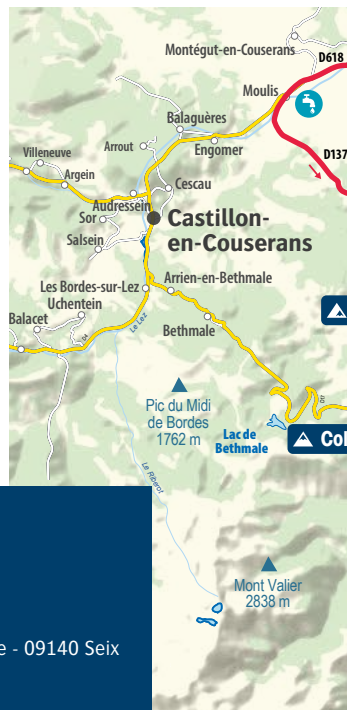 Montégut-en-Couserans
D618
Moulis
Balaguères
Arrout
Engomer
D137
Villeneuve
Argein
Cescau
Audressein
Sor
Castillon-
en-Couserans
Salsein
Les Bordes-sur-Lez
Arrien-en-Bethmale
Uchentein
Balacet
Le Lez
Bethmale
Pic du Midi
de Bordes
1762 m
Lac de
Bethmale
Col
Le Riberot
Mont Valier
2838 m
e - 09140 Seix